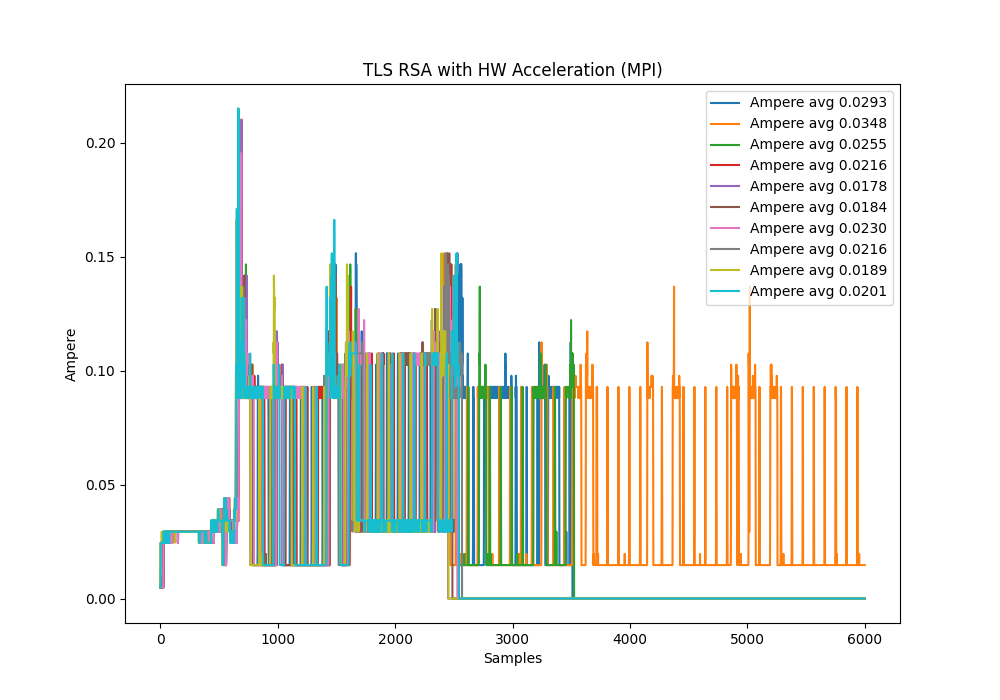 TLS RSA with HW Acceleration (MPI)
Ampere avg 0.0293
Ampere avg 0.0348
Ampere avg 0.0255
Ampere avg 0.0216
Ampere avg 0.0178
Ampere avg 0.0184
Ampere avg 0.0230
Ampere avg 0.0216
Ampere avg 0.0189
Ampere avg 0.0201
Ampere
0.20
0.15
0.10
0.05
0.00
0 1000 2000 3000 4000 5000 6000
Samples